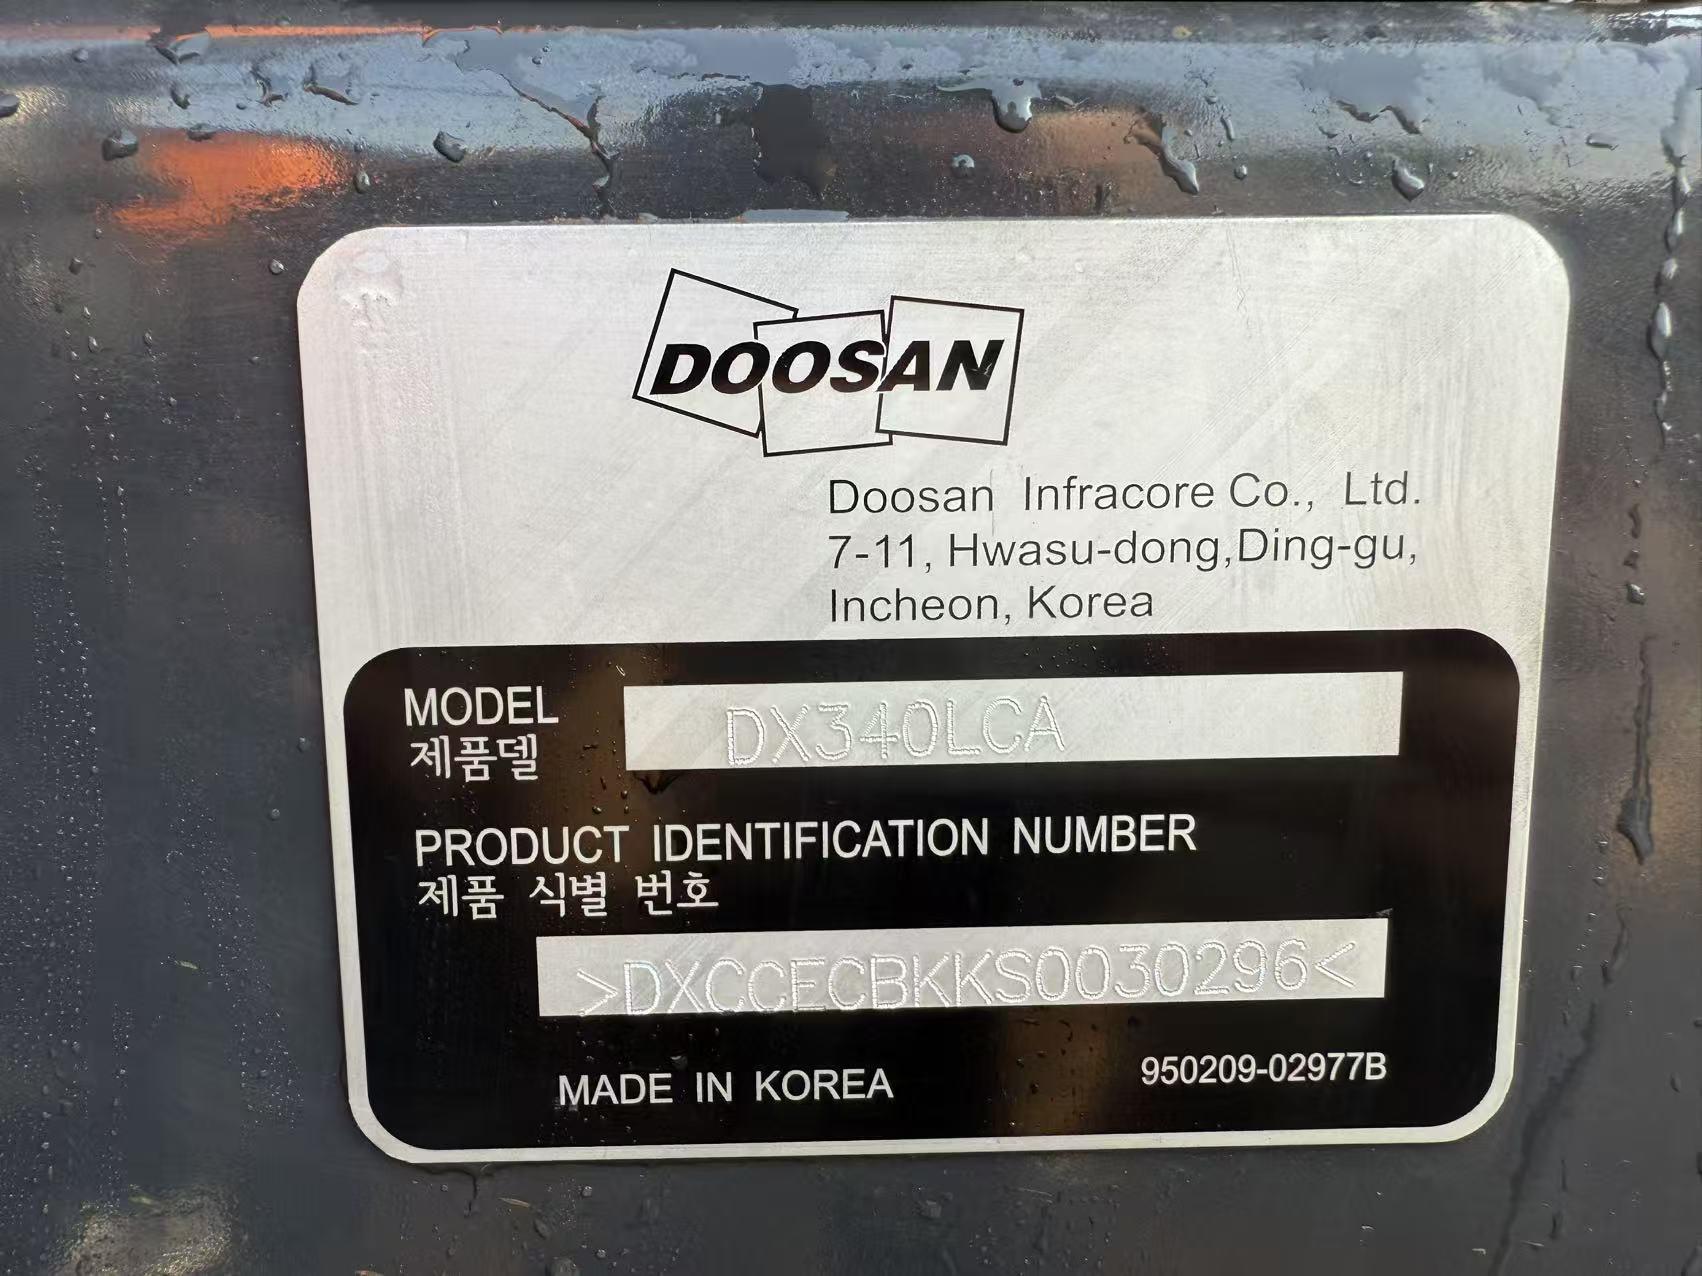 DOOSAN
Doosan Infracore Co., Ltd.
7-11, Hwasu-dong,Ding-gu,
Incheon, Korea
MODEL
제품델
DX340LCA
PRODUCT IDENTIFICATION NUMBER
제품 식별 번호
>DXCCECBKKS0030296<
MADE IN KOREA
950209-02977B